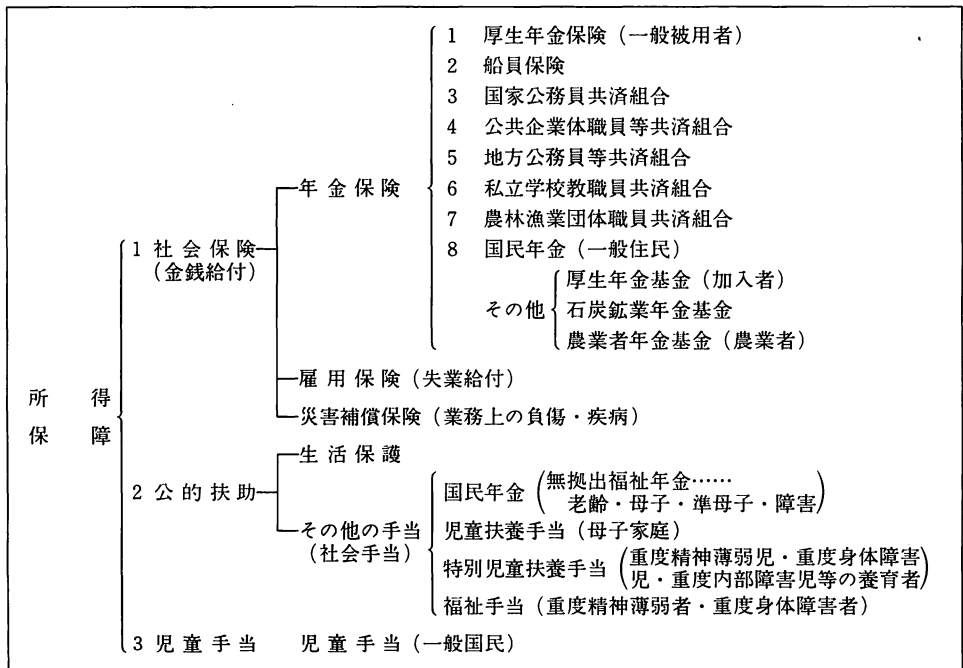 1 厚生年金保険（一般被用者）
2 船員保険
3 国家公務員共済組合
4 公共企業体職員等共済組合
5 地方公務員等共済組合
年金保険
6 私立学校教職員共済組合
7 農林漁業団体職員共済組合
1 社会保険
（金銭給付）
8 国民年金（一般住民）
その他
厚生年金基金（加入者）
石炭鉱業年金基金
農業者年金基金（農業者）
雇用保険（失業給付）
所得
保障
災害補償保険（業務上の負傷・疾病）
生活保護
2 公的扶助
その他の手当
（社会手当）
国民年金（無拠出福祉年金……
老齢・母子・準母子・障害）
児童扶養手当（母子家庭）
特別児童扶養手当（重度精神薄弱児・重度身体障害
児・重度内部障害児等の養育者）
福祉手当（重度精神薄弱者・重度身体障害者）
3 児童手当 児童手当（一般国民）